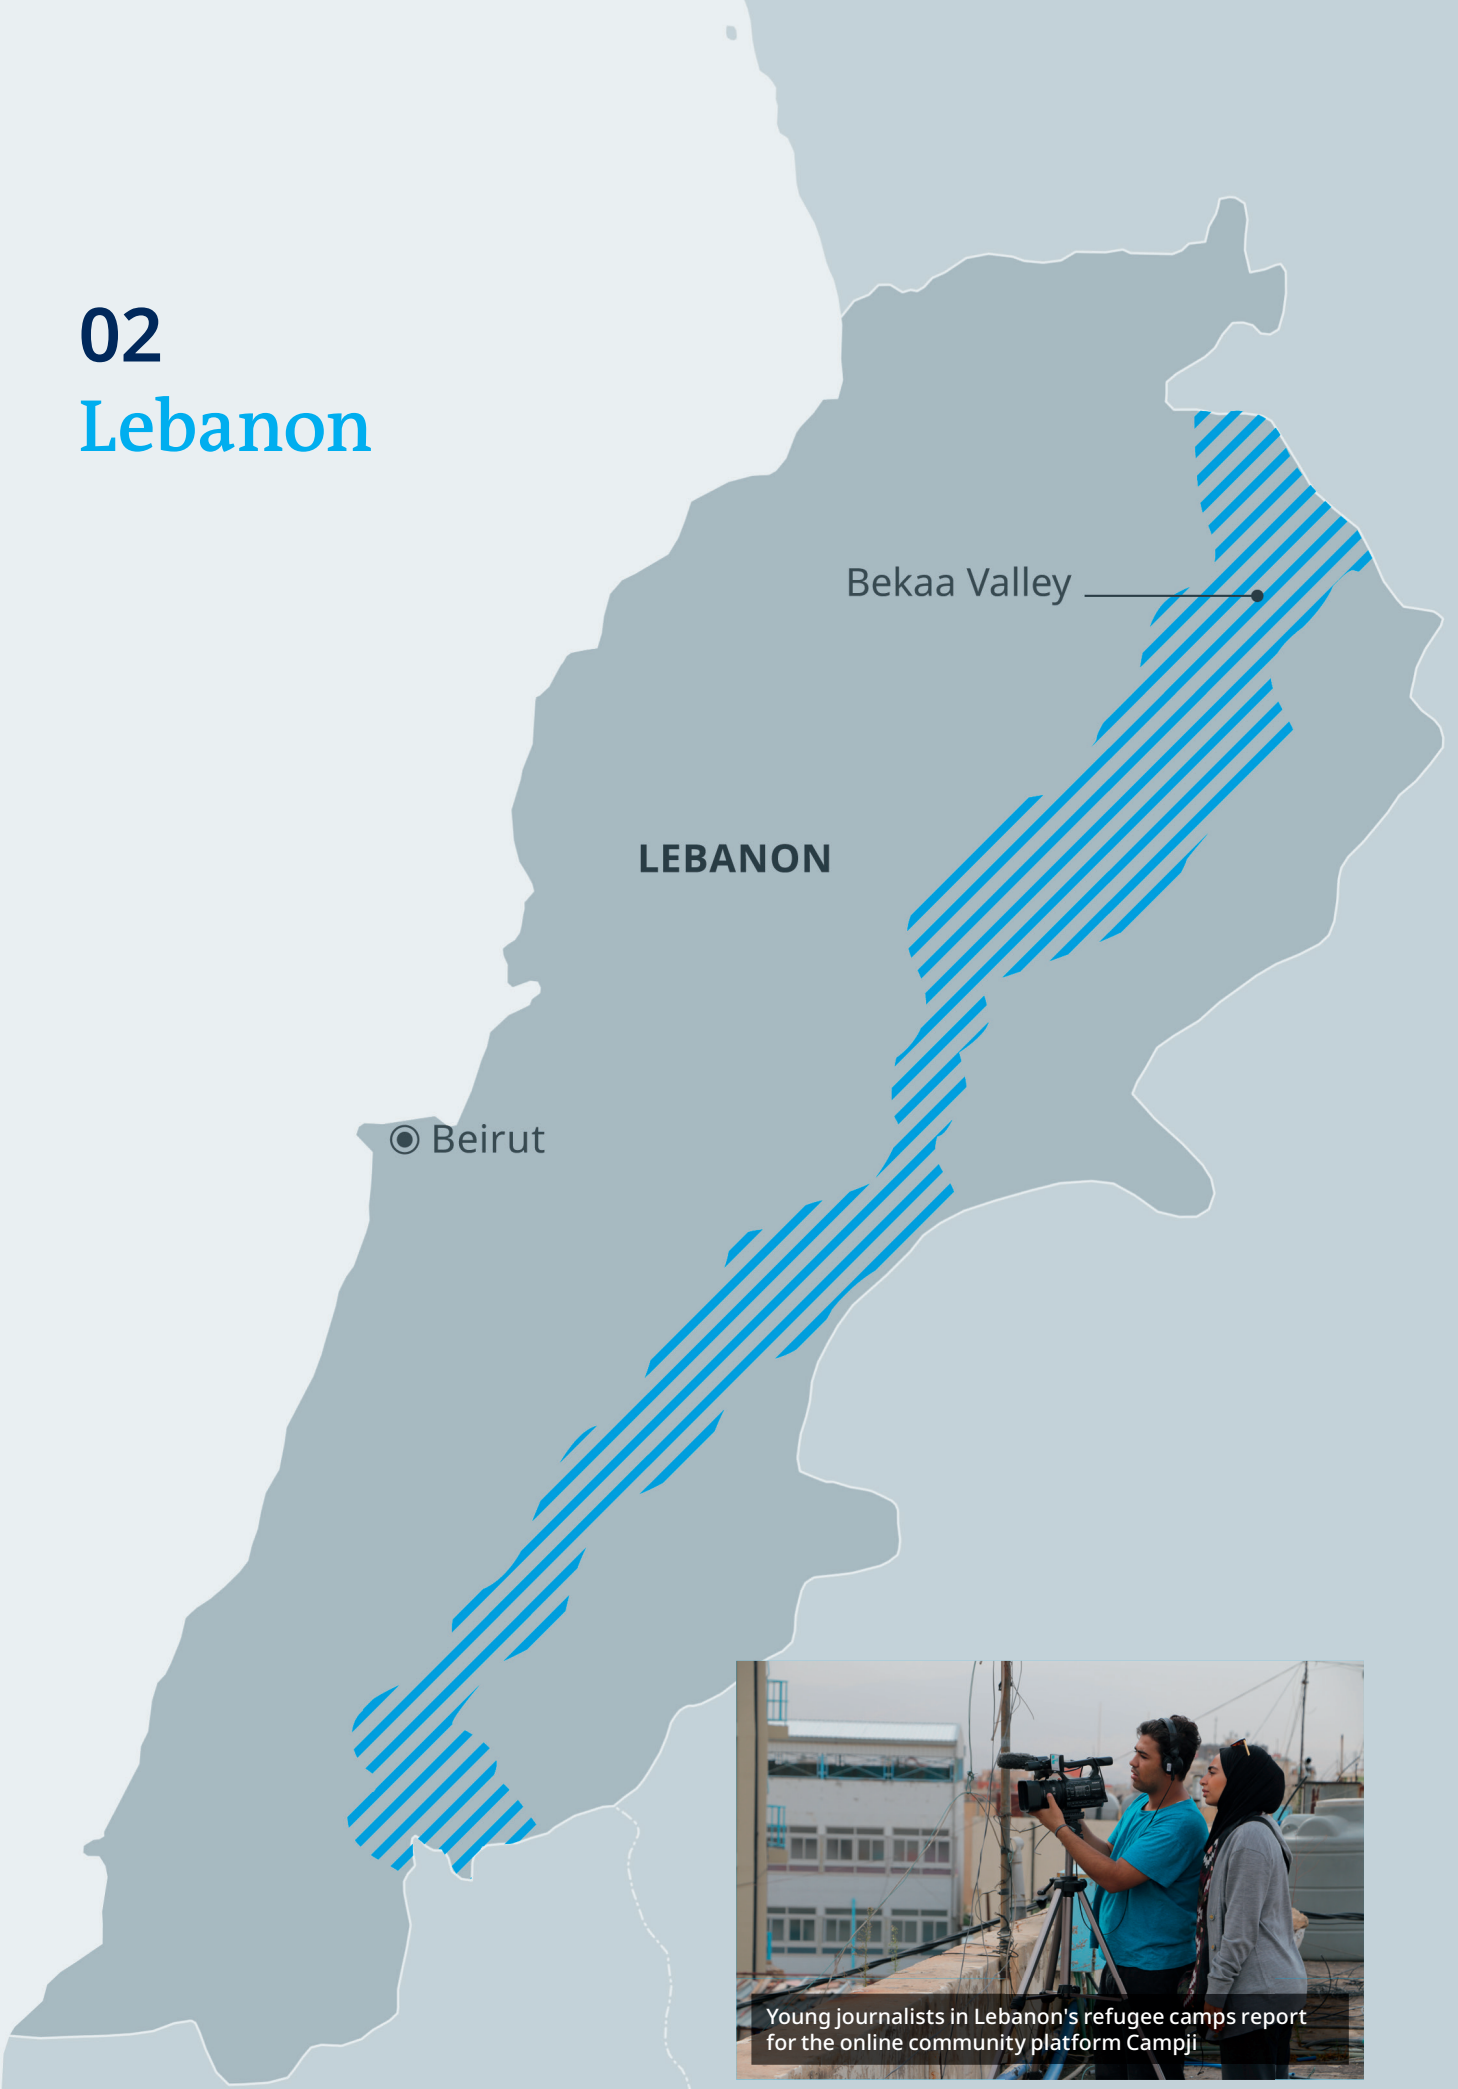 02
Lebanon
Bekaa Valley
LEBANON
Beirut
Young journalists in Lebanon's refugee camps report
for the online community platform Campji